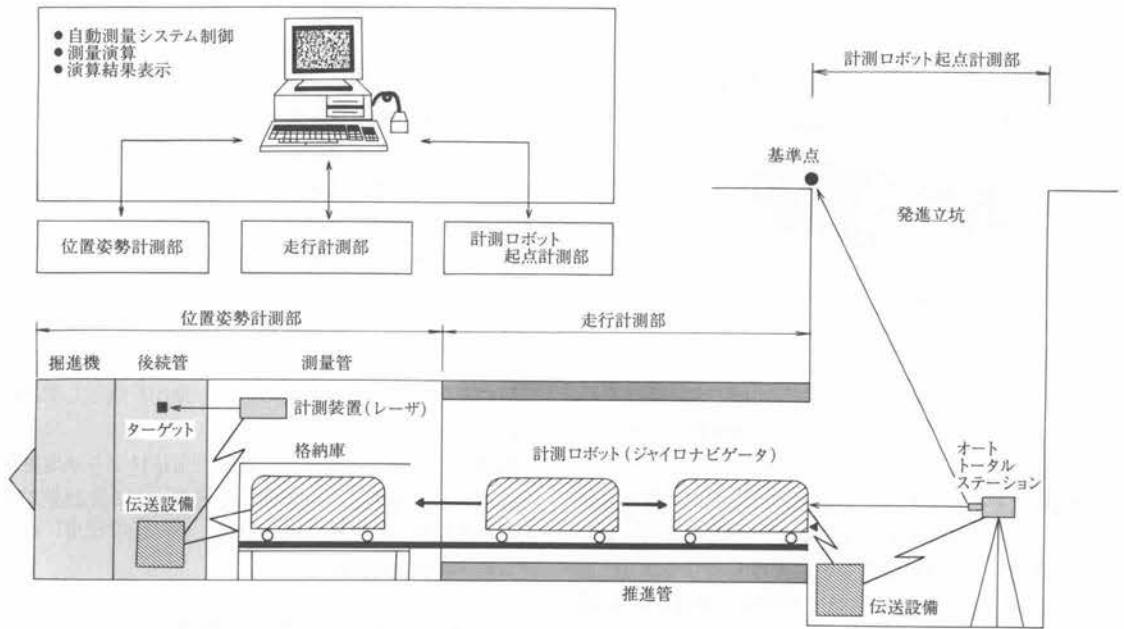 ● 自動測量システム制御
● 測量演算
● 演算結果表示
計測ロボット起点計測部
基準点
発進立坑
位置姿勢計測部
走行計測部
計測ロボット
起点計測部
位置姿勢計測部
走行計測部
掘進機
後続管
測量管
計測装置(レーザ)
ターゲット
格納庫
計測ロボット(ジャイロナビゲータ)
オート
トータル
ステーション
伝送設備
推進管
伝送設備